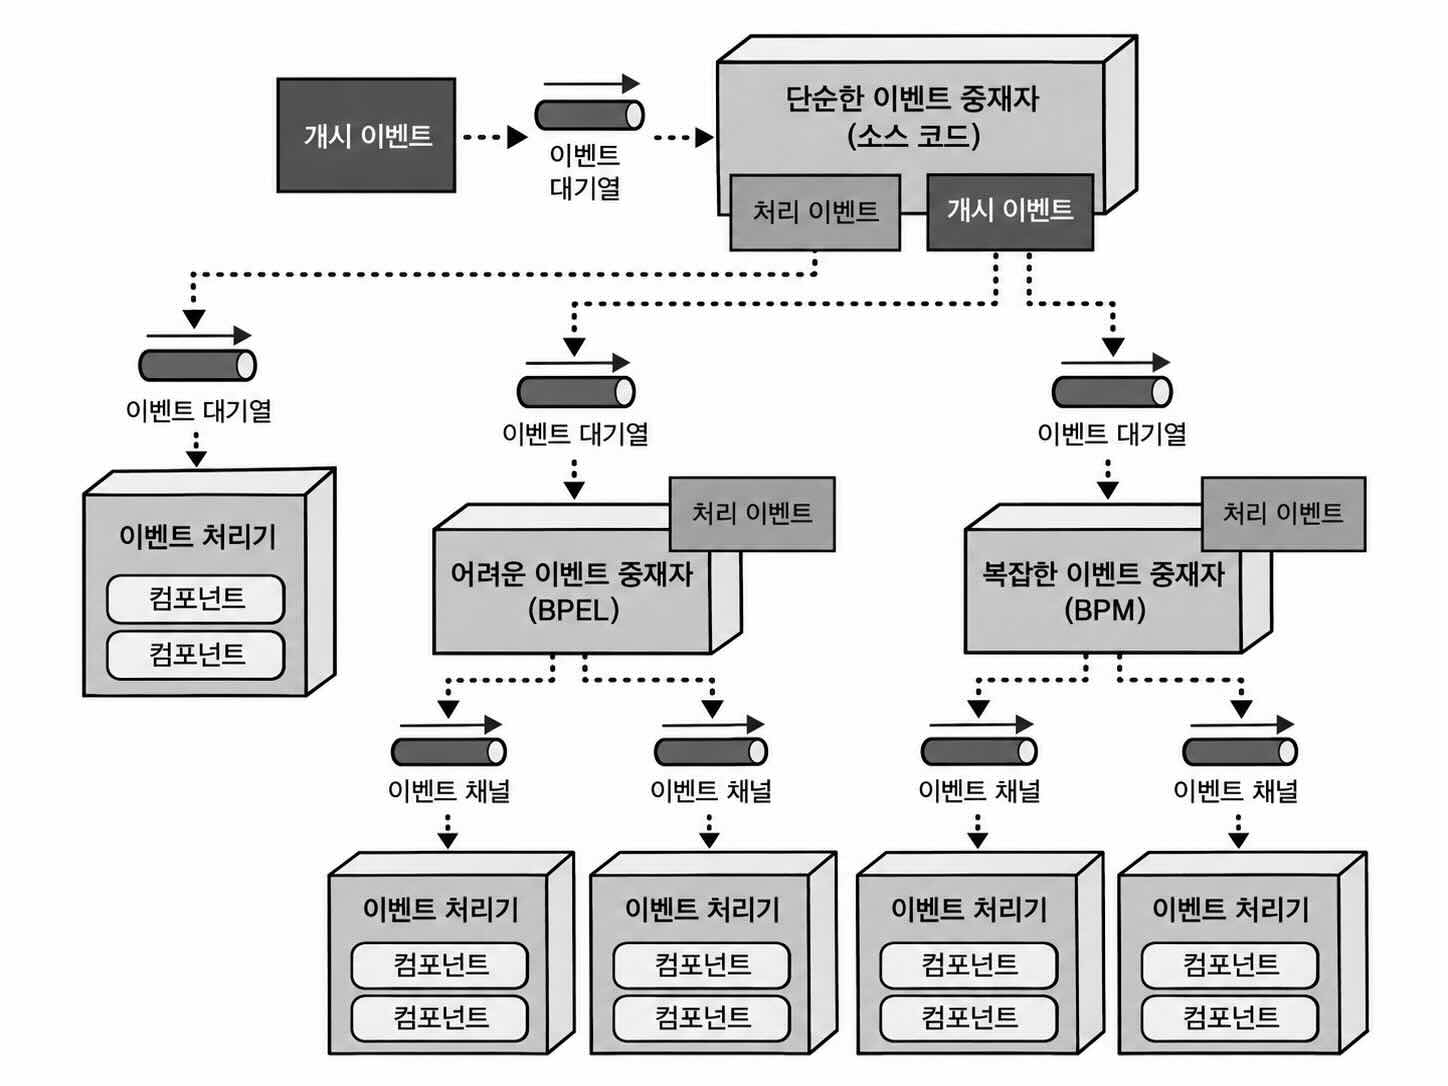 개시 이벤트
이벤트
대기열
단순한 이벤트 중재자
(소스 코드)
처리 이벤트
개시 이벤트
이벤트 대기열
이벤트 대기열
이벤트 대기열
이벤트 처리기
컴포넌트
컴포넌트
처리 이벤트
어려운 이벤트 중재자
(BPEL)
처리 이벤트
복잡한 이벤트 중재자
(BPM)
이벤트 채널
이벤트 채널
이벤트 채널
이벤트 채널
이벤트 처리기
컴포넌트
컴포넌트
이벤트 처리기
컴포넌트
컴포넌트
이벤트 처리기
컴포넌트
컴포넌트
이벤트 처리기
컴포넌트
컴포넌트